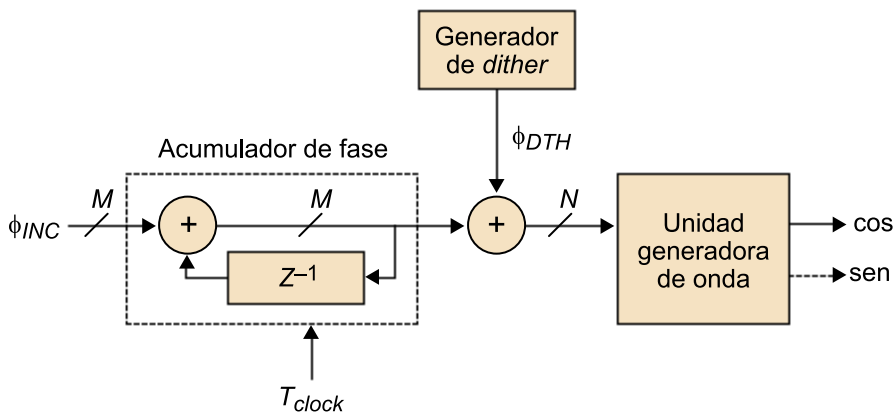 Generador
de dither
ϕDTH
Acumulador de fase
ϕINC
M
+
M
Z–1
+
N
Unidad
generadora
de onda
cos
sen
Tclock